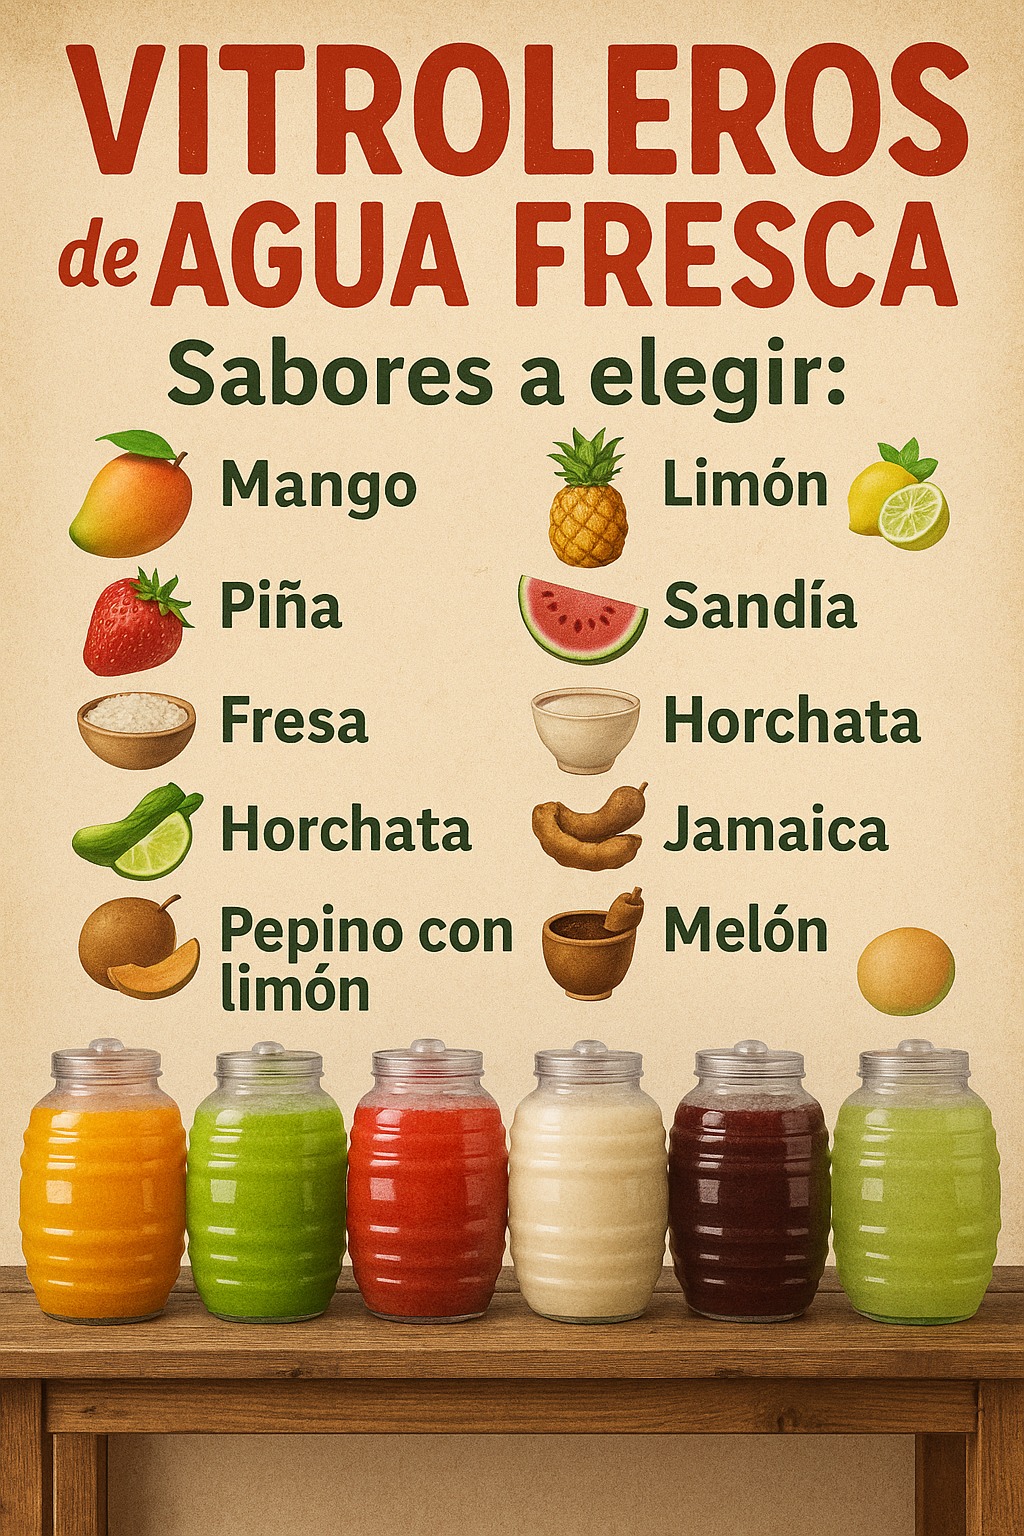 VITROLEROS
de AGUA FRESCA
Sabores a elegir:
Mango
Piña
Fresa
Horchata
Pepino con
limón
Limón
Sandía
Horchata
Jamaica
Melón